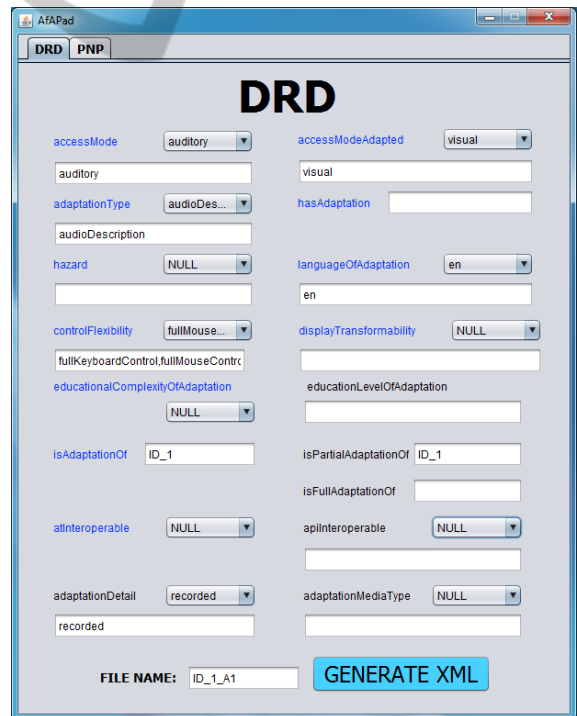 AfAPad
DRD PNP
DRD
accessMode auditory accessModeAdapted visual
auditory visual
adaptationType audioDes... hasAdaptation
audioDescription
hazard NULL languageOfAdaptation en
en
controlFlexibility fullMouse... displayTransformability NULL
fullKeyboardControl,fullMouseContrc
educationalComplexityOfAdaptation educationLevelOfAdaptation
NULL
isAdaptationOf ID_1 isPartialAdaptationOf ID_1
isFullAdaptationOf
atInteroperable NULL apiInteroperable NULL
adaptationDetail recorded adaptationMediaType NULL
recorded
FILE NAME: ID_1_A1 GENERATE XML